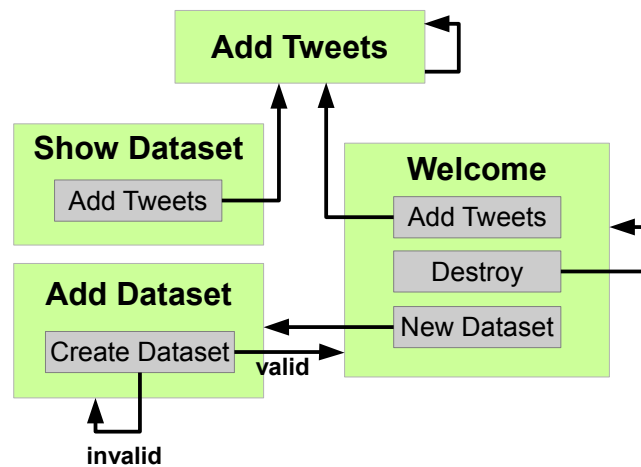 Add Tweets
Show Dataset
Add Tweets
Welcome
Add Tweets
Destroy
New Dataset
Add Dataset
Create Dataset
valid
invalid